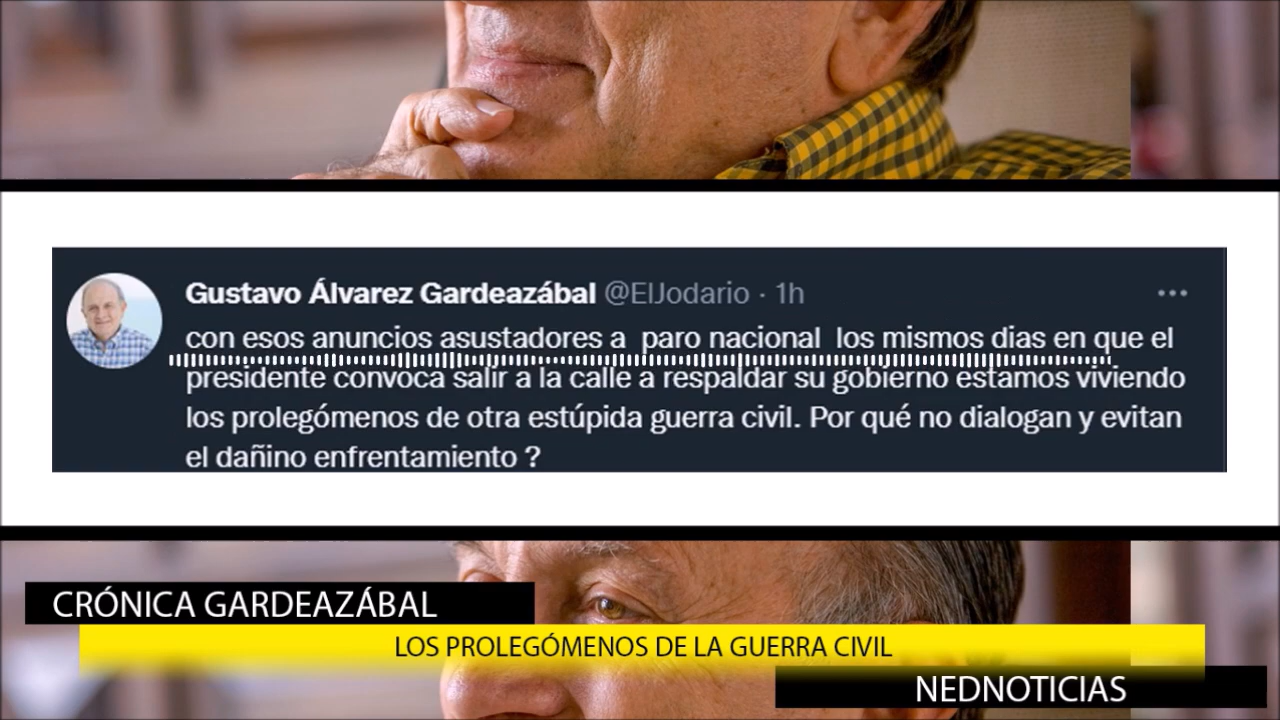 Gustavo Álvarez Gardeazábal @ElJodario · 1h
con esos anuncios asustadores a paro nacional los mismos dias en que el
presidente convoca salir a la calle a respaldar su gobierno estamos viviendo
los prolegómenos de otra estúpida guerra civil. Por qué no dialogan y evitan
el dañino enfrentamiento ?
CRÓNICA GARDEAZÁBAL
LOS PROLEGÓMENOS DE LA GUERRA CIVIL
NEDNOTICIAS